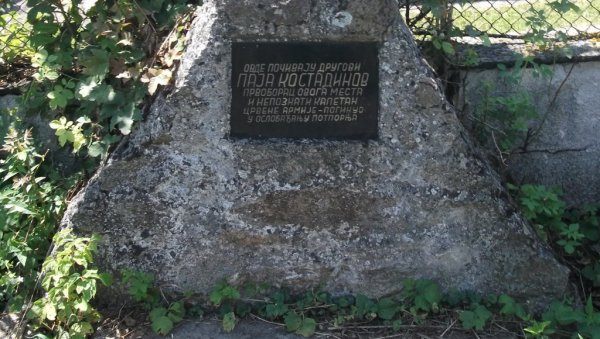 ОВДЕ ПОЧИВАЈУ ДРУГОВИ
ПАЈА КОСТАДИНОВ
ПРВОБОРАЦ ОВОГА МЕСТА
И НЕПОЗНАТИ КАПЕТАН
ЦРВЕНЕ АРМИЈЕ-ПОГИНУО
У ОСЛОБАЂАЊУ ПОТПОРЊА